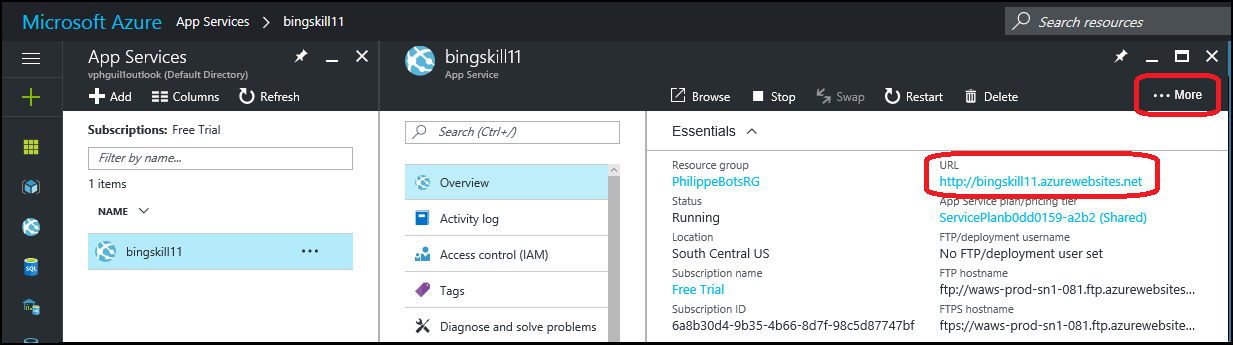 Microsoft Azure App Services > bingskill11
Search resources
App Services
vphguil1outlook (Default Directory)
Add Columns Refresh
Subscriptions: Free Trial
Filter by name...
1 items
NAME
bingskill11 ...
bingskill11
App Service
Search (Ctrl+/)
Overview
Activity log
Access control (IAM)
Tags
Diagnose and solve problems
Browse Stop Swap Restart Delete ... More
Essentials
Resource group
PhilippeBotsRG
Status
Running
Location
South Central US
Subscription name
Free Trial
Subscription ID
6a8b30d4-9b35-4b66-8d7f-98c5d87747bf
URL
http://bingskill11.azurewebsites.net
App Service plan/pricing tier
ServicePlanb0dd0159-a2b2 (Shared)
FTP/deployment username
No FTP/deployment user set
FTP hostname
ftp://waws-prod-sn1-081.ftp.azurewebsites...
FTPS hostname
ftps://waws-prod-sn1-081.ftp.azurewebsite...